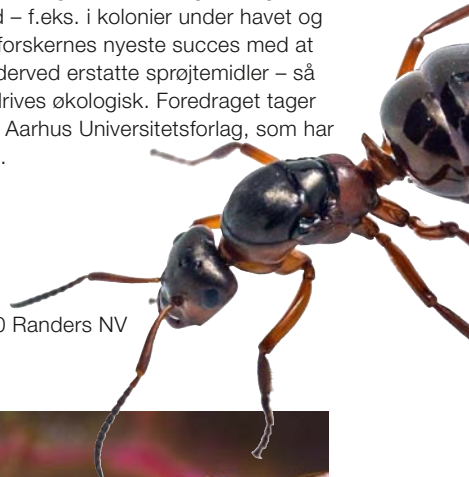 d – f.eks. i kolonier under havet og
forskernes nyeste succes med at
derved erstatte sprøjtemidler – så
drives økologisk. Foredraget tager
Aarhus Universitetsforlag, som har
.
0 Randers NV